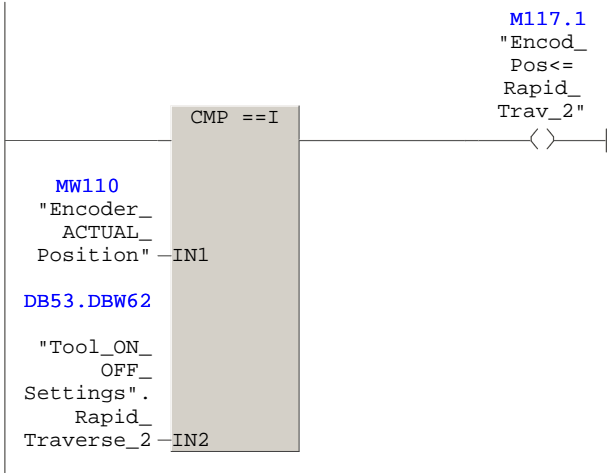 M117.1
"Encod_
Pos<=
Rapid_
Trav_2"
CMP ==I
MW110
"Encoder_
ACTUAL_
Position"
IN1
DB53.DBW62
"Tool_ON_
OFF_
Settings".
Rapid_
Traverse_2
IN2